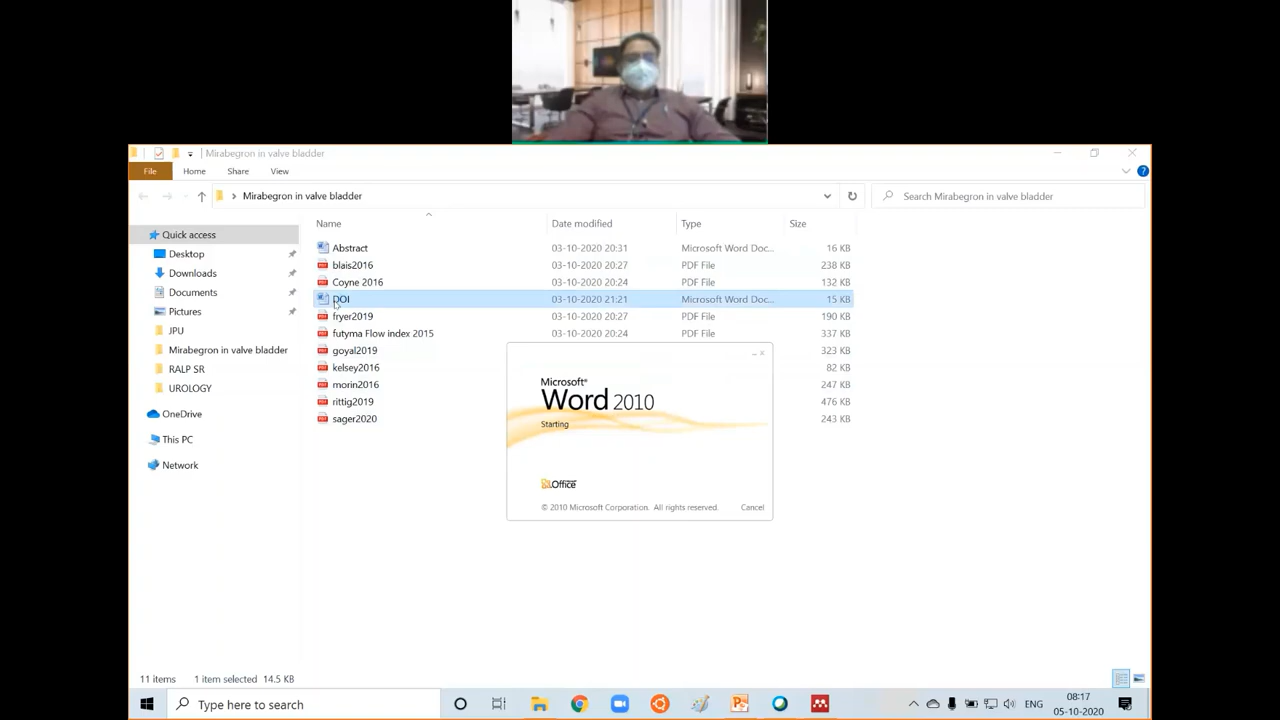 Mirabegron in valve bladder
File Home Share View
Mirabegron in valve bladder
Search Mirabegron in valve bladder
Name Date modified Type Size
Quick access
Desktop
Downloads
Documents
Pictures
JPU
Mirabegron in valve bladder
RALP SR
UROLOGY
OneDrive
This PC
Network
Abstract 03-10-2020 20:31 Microsoft Word Doc... 16 KB
blais2016 03-10-2020 20:27 PDF File 238 KB
Coyne 2016 03-10-2020 20:24 PDF File 132 KB
DOI 03-10-2020 21:21 Microsoft Word Doc... 15 KB
fryer2019 03-10-2020 20:27 PDF File 190 KB
futyma Flow index 2015 03-10-2020 20:24 PDF File 337 KB
goyal2019 323 KB
kelsey2016 82 KB
morin2016 247 KB
rittig2019 476 KB
sager2020 243 KB
Microsoft®
Word 2010
Starting
Office
© 2010 Microsoft Corporation. All rights reserved. Cancel
11 items 1 item selected 14.5 KB
Type here to search
ENG
08:17
05-10-2020